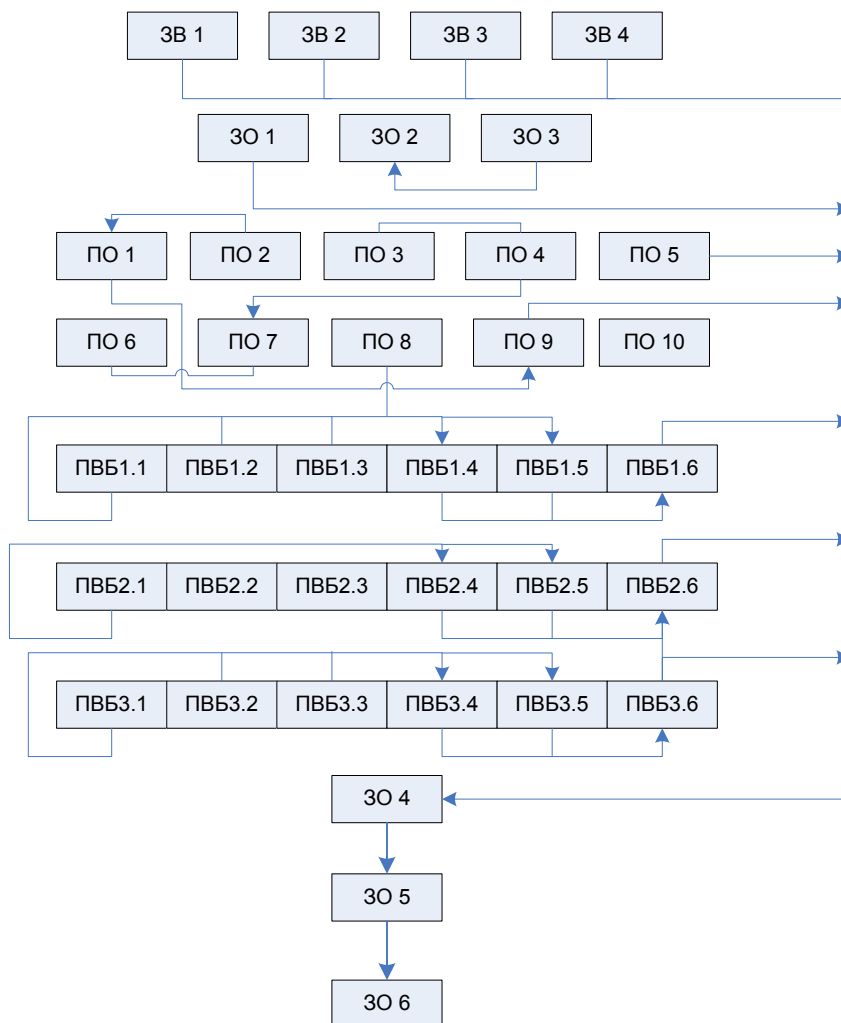 ЗВ 1 ЗВ 2 ЗВ 3 ЗВ 4
ЗО 1 ЗО 2 ЗО 3
ПО 1 ПО 2 ПО 3 ПО 4 ПО 5
ПО 6 ПО 7 ПО 8 ПО 9 ПО 10
ПВБ1.1 ПВБ1.2 ПВБ1.3 ПВБ1.4 ПВБ1.5 ПВБ1.6
ПВБ2.1 ПВБ2.2 ПВБ2.3 ПВБ2.4 ПВБ2.5 ПВБ2.6
ПВБ3.1 ПВБ3.2 ПВБ3.3 ПВБ3.4 ПВБ3.5 ПВБ3.6
ЗО 4
ЗО 5
ЗО 6